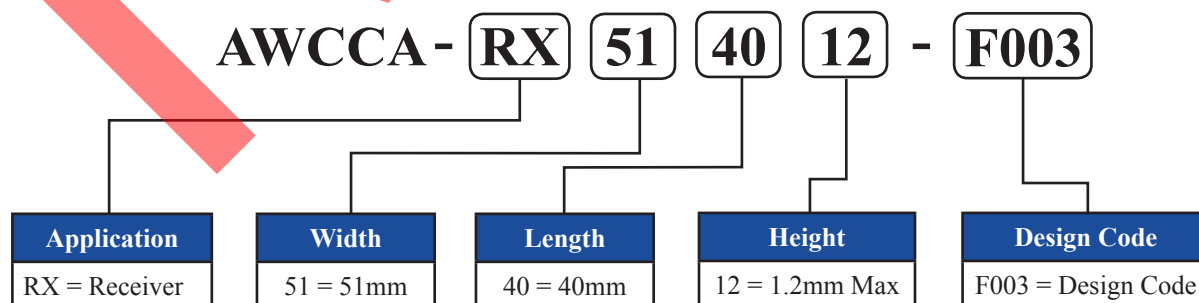 AWCCA - RX 51 40 12 - F003
Application Width Length Height Design Code
RX = Receiver 51 = 51mm 40 = 40mm 12 = 1.2mm Max F003 = Design Code